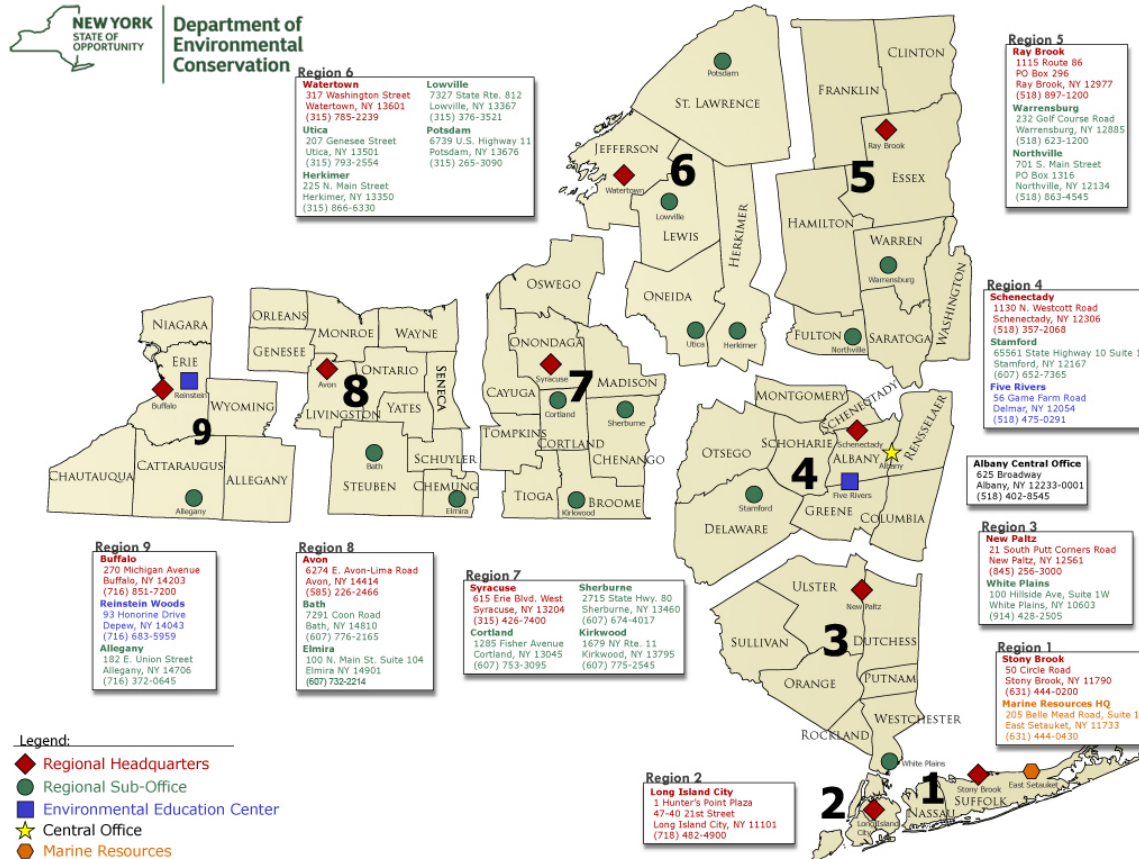 NEW YORK
STATE OF
OPPORTUNITY
Department of
Environmental
Conservation
Region 6
Watertown
317 Washington Street
Watertown, NY 13601
(315) 785-2239
Utica
207 Genesee Street
Utica, NY 13501
(315) 793-2554
Herkimer
225 N. Main Street
Herkimer, NY 13350
(315) 866-6330
Lowville
7327 State Rte. 812
Lowville, NY 13367
(315) 376-3521
Potsdam
6739 U.S. Highway 11
Potsdam, NY 13676
(315) 265-3090
Region 5
Ray Brook
1115 Route 86
PO Box 296
Ray Brook, NY 12977
(518) 897-1200
Warrensburg
232 Golf Course Road
Warrensburg, NY 12885
(518) 623-1200
Northville
701 S. Main Street
PO Box 1316
Northville, NY 12134
(518) 863-4545
Potsdam
ST. LAWRENCE
JEFFERSON
Watertown
6
Lowville
LEWIS
HERKIMER
ONEIDA
Utica
Herkimer
CLINTON
FRANKLIN
Ray Brook
5
ESSEX
HAMILTON
WARREN
Warrensburg
WASHINGTON
FULTON
Northville
SARATOGA
Region 4
Schenectady
1130 N. Westcott Road
Schenectady, NY 12306
(518) 357-2068
Stamford
65561 State Highway 10 Suite 1
Stamford, NY 12167
(607) 652-7365
Five Rivers
56 Game Farm Road
Delmar, NY 12054
(518) 475-0291
NIAGARA
ERIE
Reinstein
Buffalo
WYOMING
9
CHAUTAUQUA
CATTARAUGUS
ALLEGANY
Allegany
ORLEANS
GENESEE
MONROE
WAYNE
Avon
8
ONTARIO
SENECA
LIVINGSTON
YATES
Bath
SCHUYLER
STEUBEN
CHEMUNG
Elmira
OSWEGO
ONONDAGA
Syracuse
7
MADISON
CAYUGA
Cortland
Sherburne
TOMPKINS
CORTLAND
CHENANGO
TIOGA
BROOME
Kirkwood
MONTGOMERY
SCHENECTADY
Schenectady
RENSSELAER
OTSEGO
SCHOHARIE
ALBANY
Albany
4
Five Rivers
Stamford
GREENE
COLUMBIA
DELAWARE
Albany Central Office
625 Broadway
Albany, NY 12233-0001
(518) 402-8545
Region 9
Buffalo
270 Michigan Avenue
Buffalo, NY 14203
(716) 851-7200
Reinstein Woods
93 Honorine Drive
Depew, NY 14043
(716) 683-5959
Allegany
182 E. Union Street
Allegany, NY 14706
(716) 372-0645
Region 8
Avon
6274 E. Avon-Lima Road
Avon, NY 14414
(585) 226-2466
Bath
7291 Coon Road
Bath, NY 14810
(607) 776-2165
Elmira
100 N. Main St. Suite 104
Elmira NY 14901
(607) 732-2214
Region 7
Syracuse
615 Erie Blvd. West
Syracuse, NY 13204
(315) 426-7400
Cortland
1285 Fisher Avenue
Cortland, NY 13045
(607) 753-3095
Sherburne
2715 State Hwy. 80
Sherburne, NY 13460
(607) 674-4017
Kirkwood
1679 NY Rte. 11
Kirkwood, NY 13795
(607) 775-2545
Region 3
New Paltz
21 South Putt Corners Road
New Paltz, NY 12561
(845) 256-3000
White Plains
100 Hillside Ave, Suite 1W
White Plains, NY 10603
(914) 428-2505
ULSTER
New Paltz
SULLIVAN
3
DUTCHESS
ORANGE
PUTNAM
WESTCHESTER
ROCKLAND
White Plains
Region 1
Stony Brook
50 Circle Road
Stony Brook, NY 11790
(631) 444-0200
Marine Resources HQ
205 Belle Mead Road, Suite 1
East Setauket, NY 11733
(631) 444-0430
Region 2
Long Island City
1 Hunter's Point Plaza
47-40 21st Street
Long Island City, NY 11101
(718) 482-4900
2
Long Island
City
1
NASSAU
Stony Brook
SUFFOLK
East Setauket
Legend:
Regional Headquarters
Regional Sub-Office
Environmental Education Center
Central Office
Marine Resources